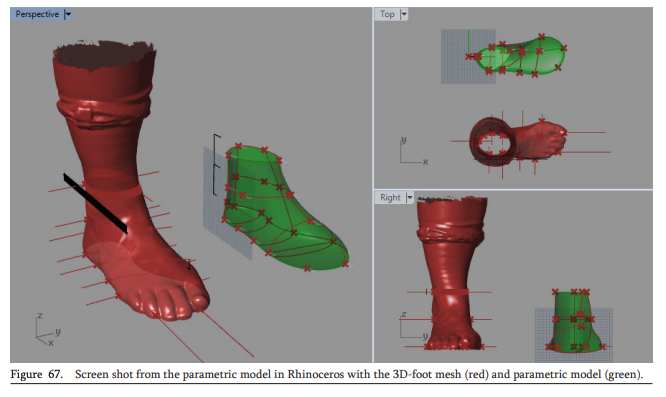 Perspective
Top
y
x
Right
z
y
x
z
y
Figure 67. Screen shot from the parametric model in Rhinoceros with the 3D-foot mesh (red) and parametric model (green).